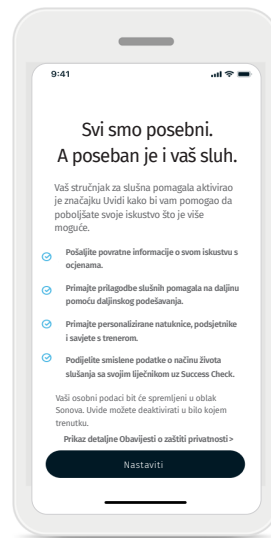 9:41
Svi smo posebni.
A poseban je i vaš sluh.
Vaš stručnjak za slušna pomagala aktivirao
je značajku Uvidi kako bi vam pomogao da
poboljšate svoje iskustvo što je više
moguće.
Pošaljite povratne informacije o svom iskustvu s
ocjenama.
Primajte prilagodbe slušnih pomagala na daljinu
pomoću daljinskog podešavanja.
Primajte personalizirane natuknice, podsjetnike
i savjete s trenerom.
Podijelite smislene podatke o načinu života
slušanja sa svojim liječnikom uz Success Check.
Vaši osobni podaci bit će spremljeni u oblak
Sonova. Uvide možete deaktivirati u bilo kojem
trenutku.
Prikaz detaljne Obavijesti o zaštiti privatnosti >
Nastaviti